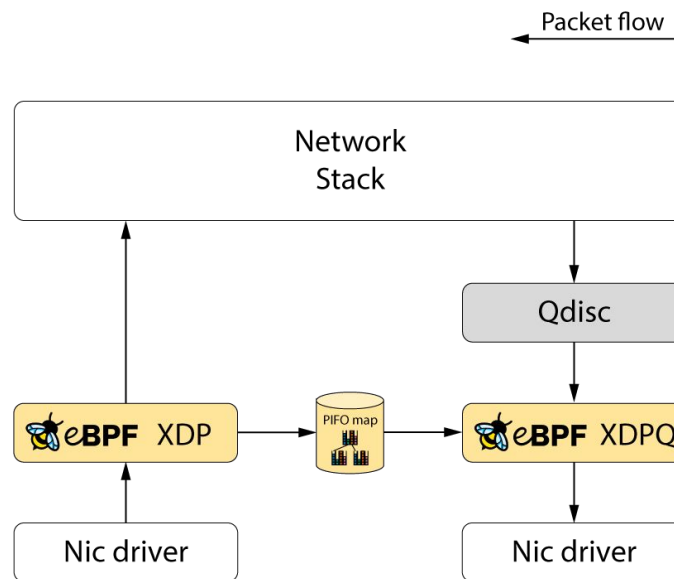 Packet flow
Network
Stack
Qdisc
eBPF XDP
PIFO map
eBPF XDPQ
Nic driver
Nic driver